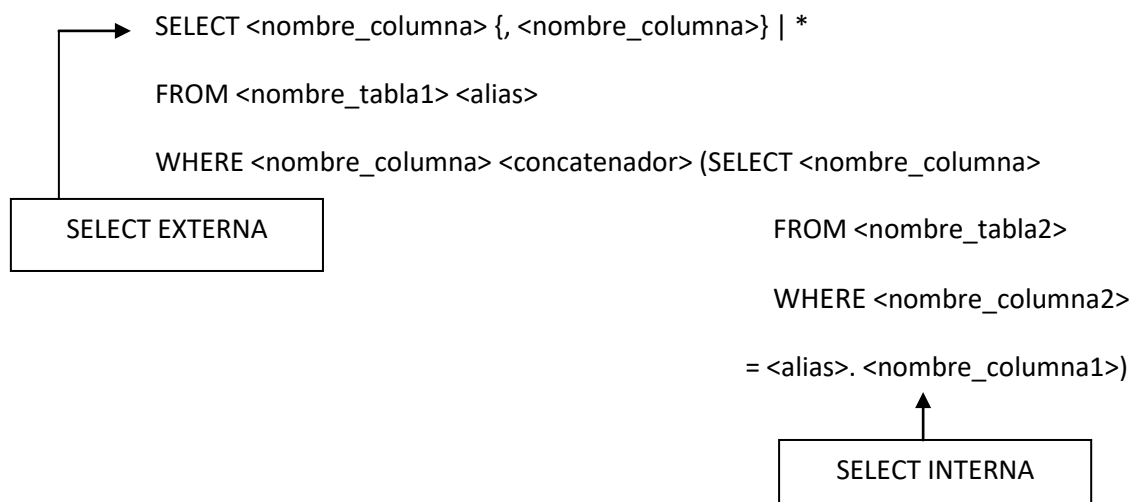 SELECT <nombre_columna> {, <nombre_columna>} | *
FROM <nombre_tabla1> <alias>
WHERE <nombre_columna> <concatenador> (SELECT <nombre_columna>
SELECT EXTERNA
FROM <nombre_tabla2>
WHERE <nombre_columna2>
= <alias>. <nombre_columna1>)
SELECT INTERNA